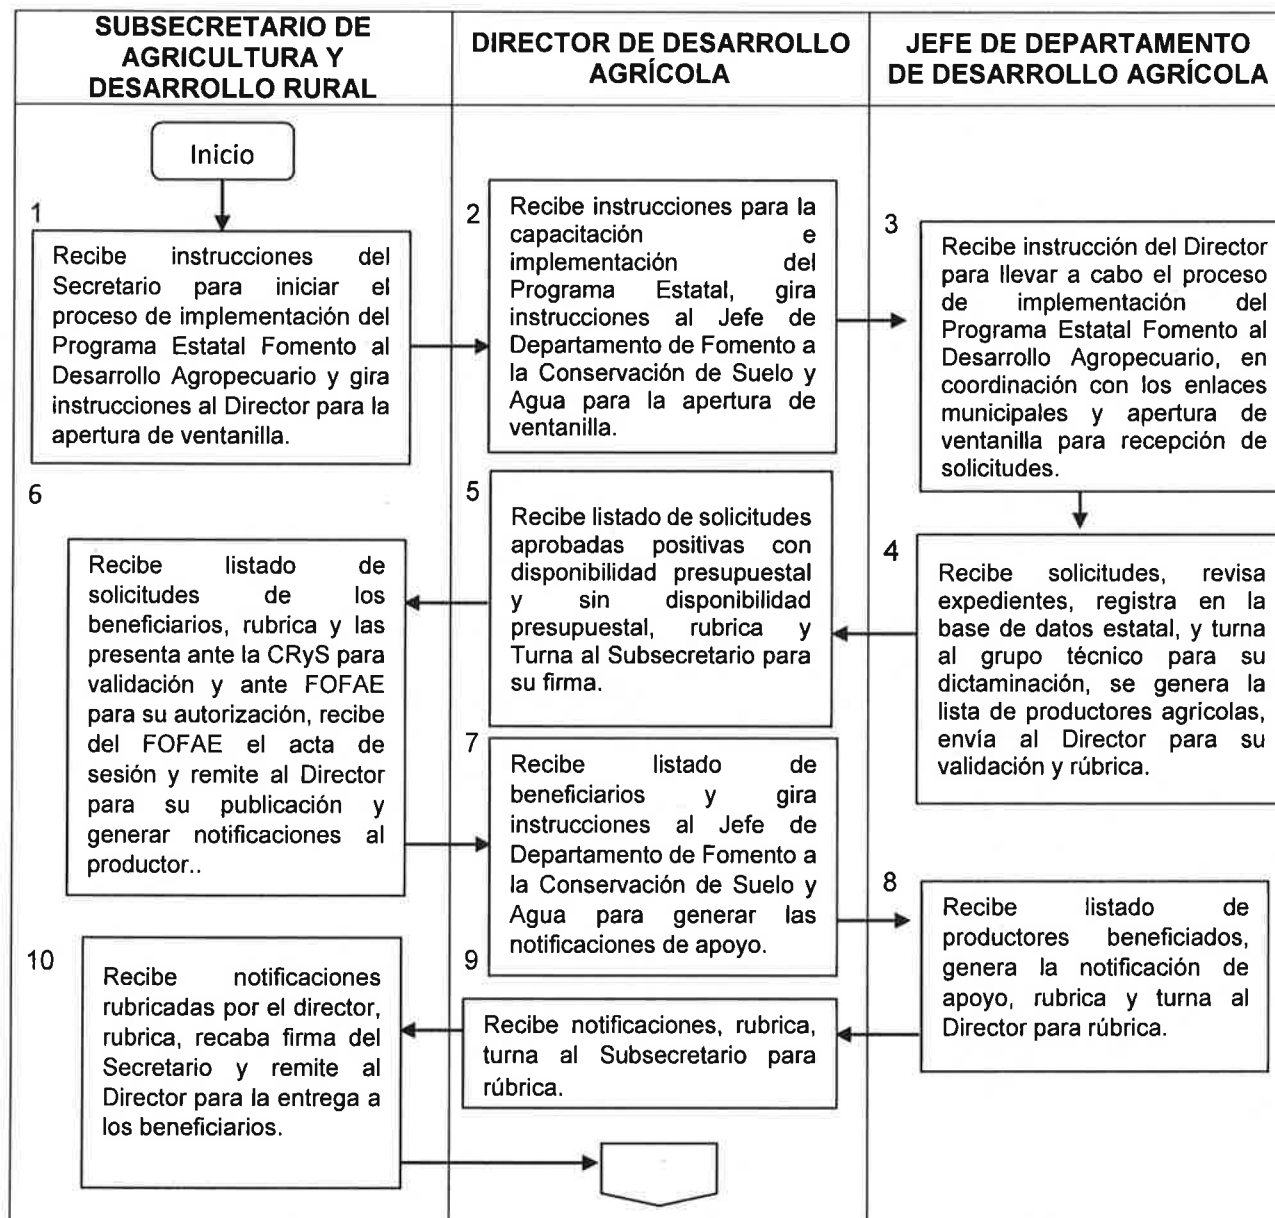 SUBSECRETARIO DE
AGRICULTURA Y
DESARROLLO RURAL
DIRECTOR DE DESARROLLO
AGRÍCOLA
JEFE DE DEPARTAMENTO
DE DESARROLLO AGRÍCOLA
Inicio
1
Recibe instrucciones del
Secretario para iniciar el
proceso de implementación del
Programa Estatal Fomento al
Desarrollo Agropecuario y gira
instrucciones al Director para la
apertura de ventanilla.
2
Recibe instrucciones para la
capacitación e
implementación del
Programa Estatal, gira
instrucciones al Jefe de
Departamento de Fomento a
la Conservación de Suelo y
Agua para la apertura de
ventanilla.
3
Recibe instrucción del Director
para llevar a cabo el proceso
de implementación del
Programa Estatal Fomento al
Desarrollo Agropecuario, en
coordinación con los enlaces
municipales y apertura de
ventanilla para recepción de
solicitudes.
4
Recibe solicitudes, revisa
expedientes, registra en la
base de datos estatal, y turna
al grupo técnico para su
dictaminación, se genera la
lista de productores agrícolas,
envía al Director para su
validación y rúbrica.
5
Recibe listado de solicitudes
aprobadas positivas con
disponibilidad presupuestal
y sin disponibilidad
presupuestal, rubrica y
Turna al Subsecretario para
su firma.
6
Recibe listado de
solicitudes de los
beneficiarios, rubrica y las
presenta ante la CRyS para
validación y ante FOFAE
para su autorización, recibe
del FOFAE el acta de
sesión y remite al Director
para su publicación y
generar notificaciones al
productor..
7
Recibe listado de
beneficiarios y gira
instrucciones al Jefe de
Departamento de Fomento a
la Conservación de Suelo y
Agua para generar las
notificaciones de apoyo.
8
Recibe listado de
productores beneficiados,
genera la notificación de
apoyo, rubrica y turna al
Director para rúbrica.
9
Recibe notificaciones, rubrica,
turna al Subsecretario para
rúbrica.
10
Recibe notificaciones
rubricadas por el director,
rubrica, recaba firma del
Secretario y remite al
Director para la entrega a
los beneficiarios.